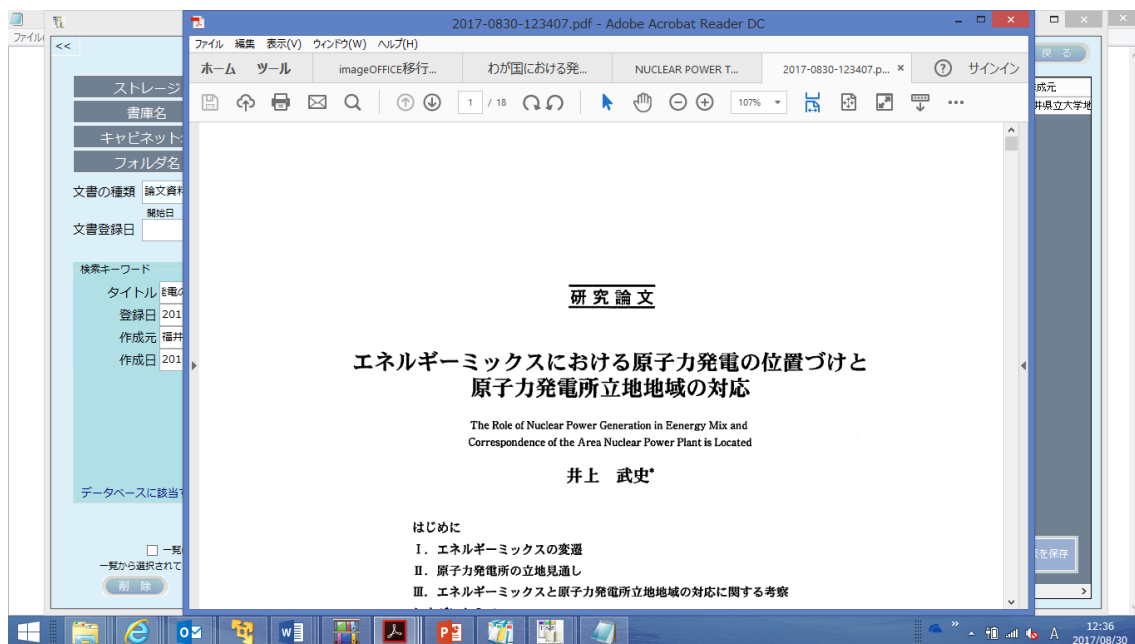 2017-0830-123407.pdf - Adobe Acrobat Reader DC
ファイル 編集 表示(V) ウィンドウ(W) ヘルプ(H)
ホーム ツール imageOFFICE移行... わが国における発... NUCLEAR POWER T... 2017-0830-123407.p... × ? サインイン
1 / 18 107%
<<
戻る
ストレージ
書庫名
キャビネット
フォルダ名
文書の種類 論文資料
開始日
文書登録日
検索キーワード
タイトル
登録日 201
作成元 福井
作成日 201
データベースに該当
一覧
一覧から選択されて
削 除
成元
井県立大学地
を保存
研 究 論 文
エネルギーミックスにおける原子力発電の位置づけと
原子力発電所立地地域の対応
The Role of Nuclear Power Generation in Eenergy Mix and
Correspondence of the Area Nuclear Power Plant is Located
井上 武史*
はじめに
Ⅰ.エネルギーミックスの変遷
Ⅱ.原子力発電所の立地見通し
Ⅲ.エネルギーミックスと原子力発電所立地地域の対応に関する考察
A 12:36
2017/08/30